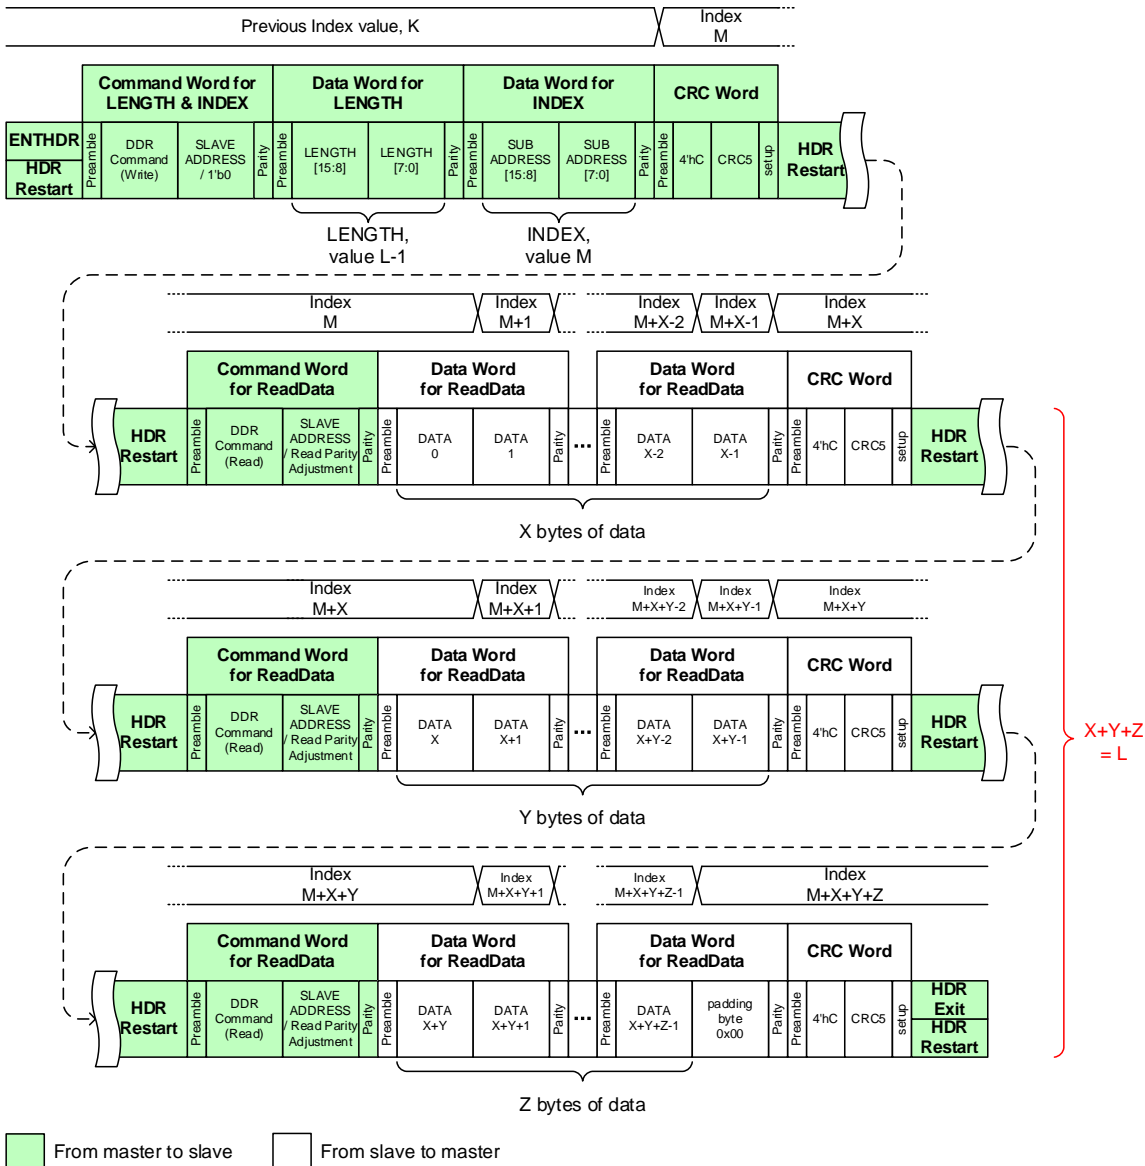 Previous Index value, K
Index
M
Command Word for
LENGTH & INDEX
Data Word for
LENGTH
Data Word for
INDEX
CRC Word
ENTHDR
HDR
Restart
Preamble
DDR
Command
(Write)
SLAVE
ADDRESS
/ 1'b0
Parity
Preamble
LENGTH
[15:8]
LENGTH
[7:0]
Parity
Preamble
SUB
ADDRESS
[15:8]
SUB
ADDRESS
[7:0]
Parity
Preamble
4'hC
CRC5
setup
HDR
Restart
LENGTH,
value L-1
INDEX,
value M
Index
M
Index
M+1
Index
M+X-2
Index
M+X-1
Index
M+X
Command Word
for ReadData
Data Word
for ReadData
Data Word
for ReadData
CRC Word
HDR
Restart
Preamble
DDR
Command
(Read)
SLAVE
ADDRESS
/ Read Parity
Adjustment
Parity
Preamble
DATA
0
DATA
1
Parity
...
Preamble
DATA
X-2
DATA
X-1
Parity
Preamble
4'hC
CRC5
setup
HDR
Restart
X bytes of data
Index
M+X
Index
M+X+1
Index
M+X+Y-2
Index
M+X+Y-1
Index
M+X+Y
Command Word
for ReadData
Data Word
for ReadData
Data Word
for ReadData
CRC Word
HDR
Restart
Preamble
DDR
Command
(Read)
SLAVE
ADDRESS
/ Read Parity
Adjustment
Parity
Preamble
DATA
X
DATA
X+1
Parity
...
Preamble
DATA
X+Y-2
DATA
X+Y-1
Parity
Preamble
4'hC
CRC5
setup
HDR
Restart
X+Y+Z
= L
Y bytes of data
Index
M+X+Y
Index
M+X+Y+1
Index
M+X+Y+Z-1
Index
M+X+Y+Z
Command Word
for ReadData
Data Word
for ReadData
Data Word
for ReadData
CRC Word
HDR
Restart
Preamble
DDR
Command
(Read)
SLAVE
ADDRESS
/ Read Parity
Adjustment
Parity
Preamble
DATA
X+Y
DATA
X+Y+1
Parity
...
Preamble
DATA
X+Y+Z-1
padding
byte
0x00
Parity
Preamble
4'hC
CRC5
setup
HDR
Exit
HDR
Restart
Z bytes of data
From master to slave
From slave to master